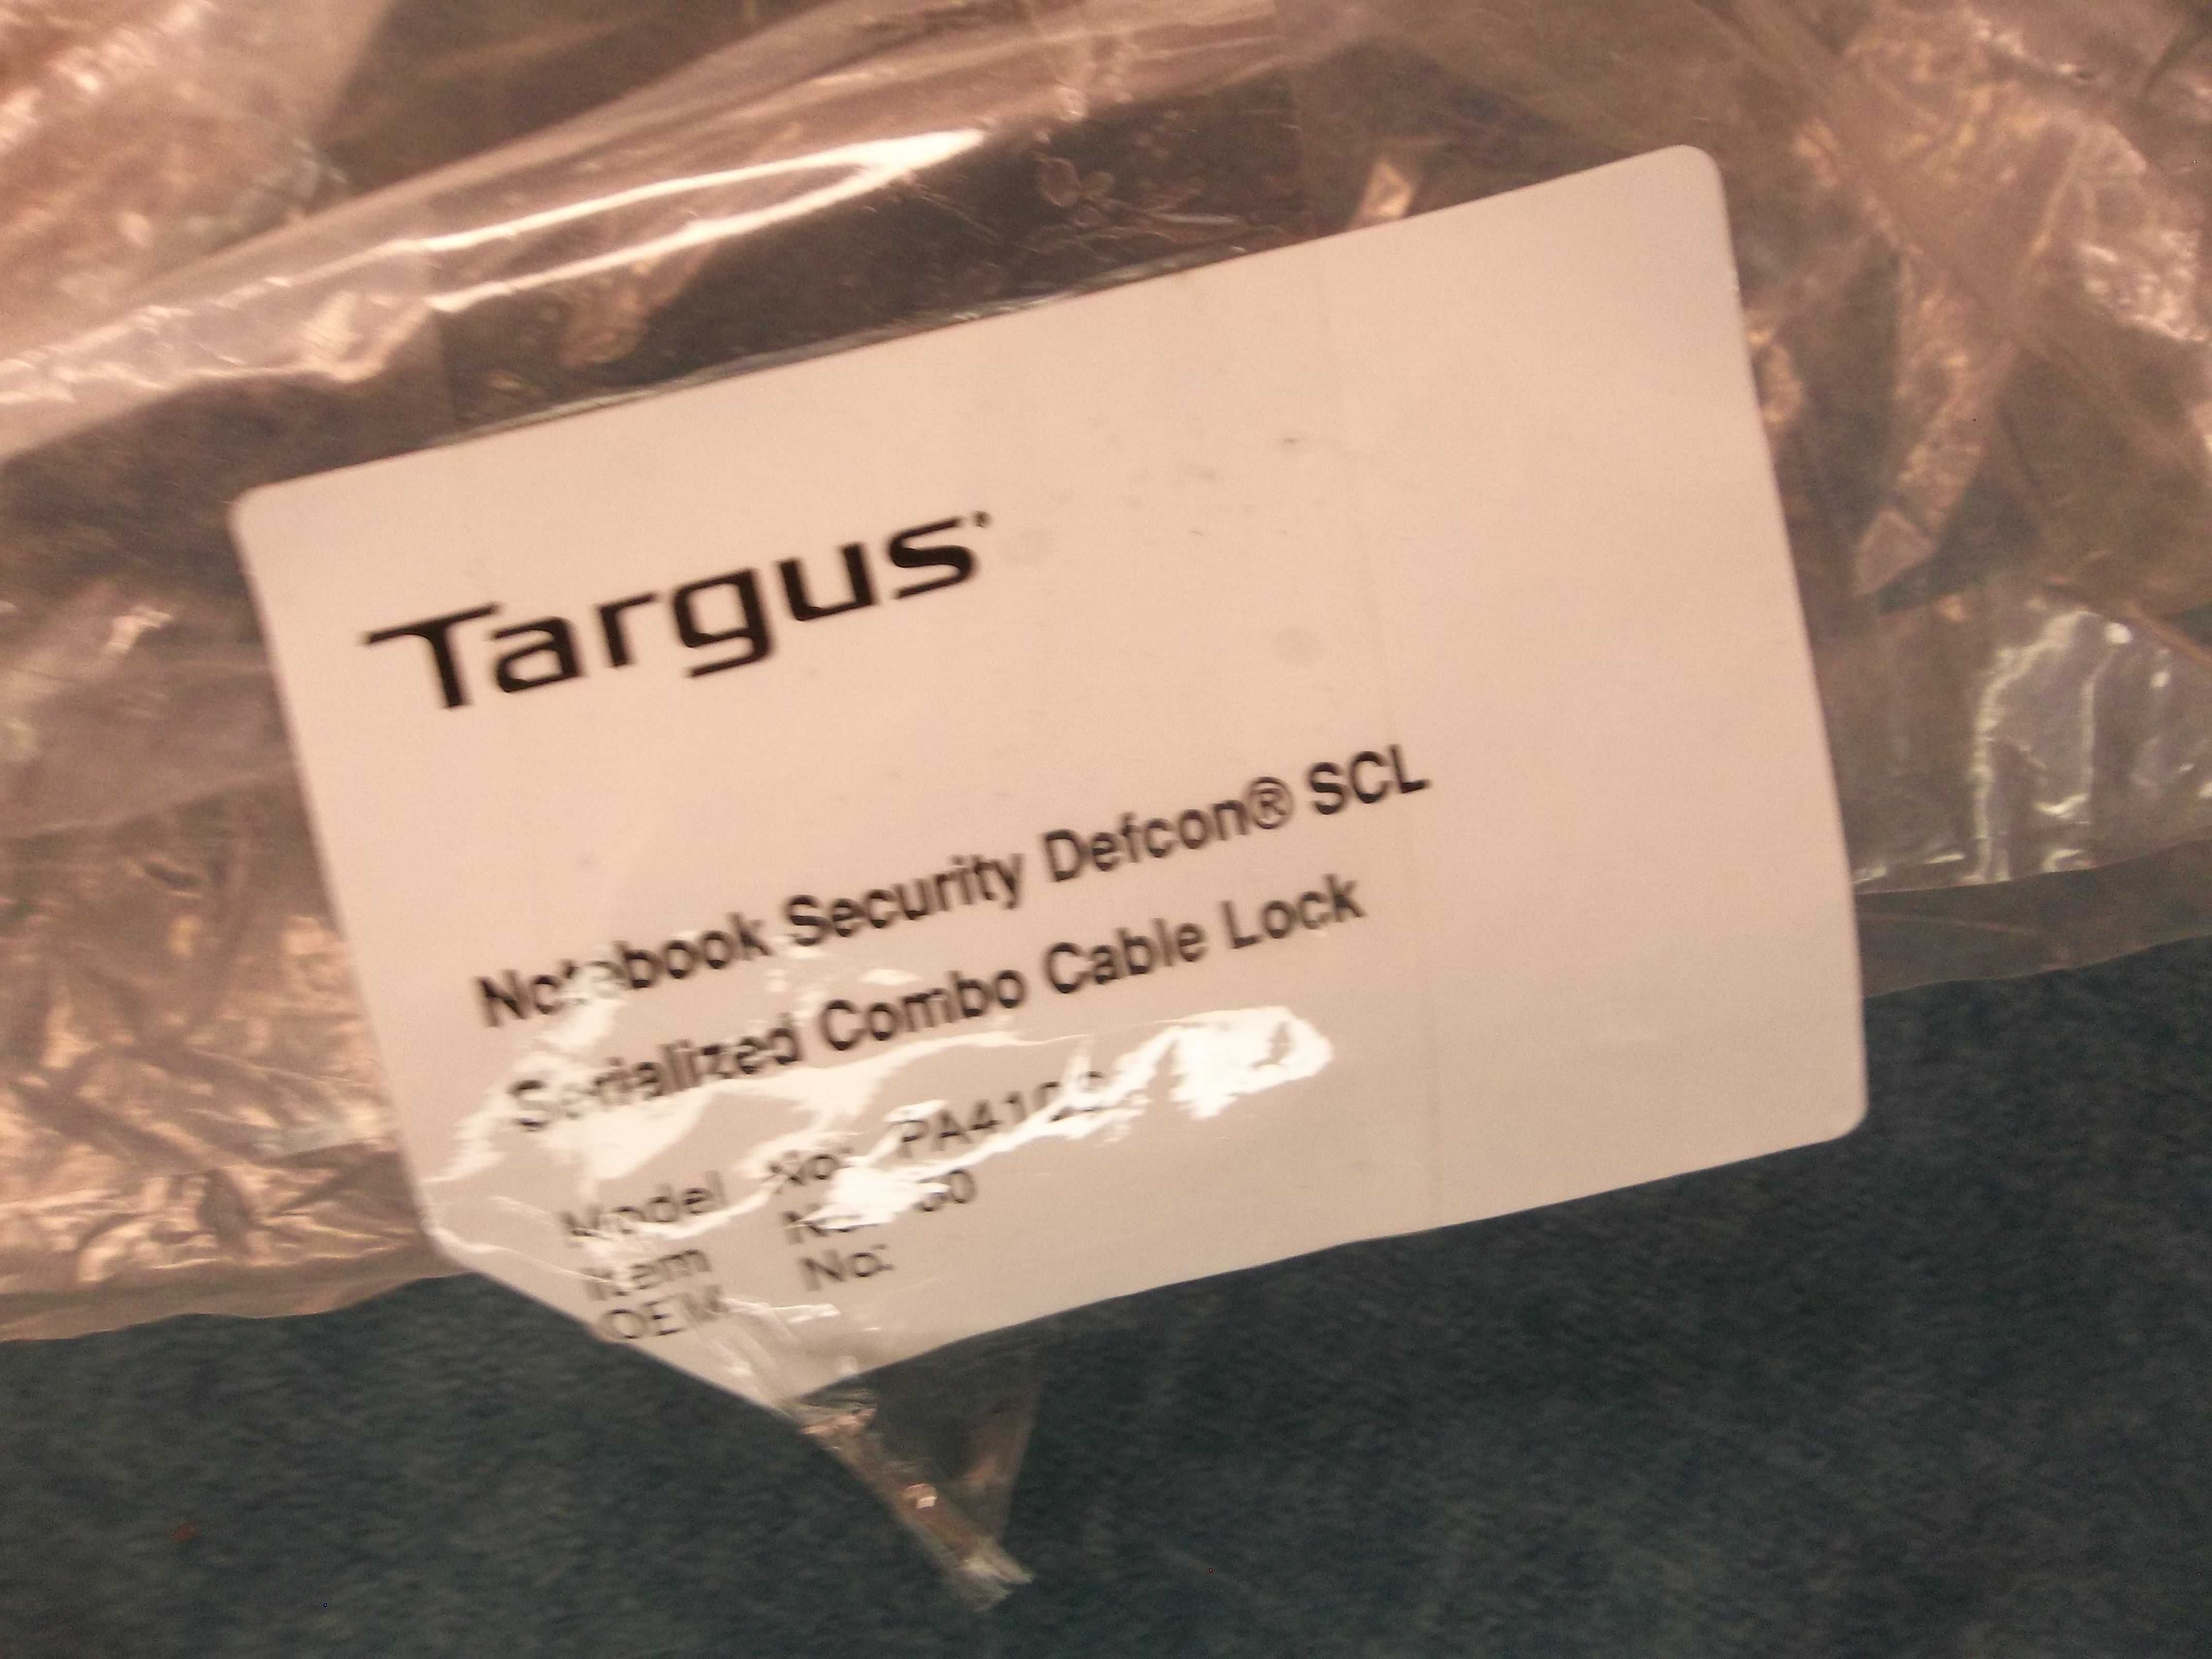 Targus
Notebook Security Defcon® SCL
Serialized Combo Cable Lock
Model No:
Item
OEM No: